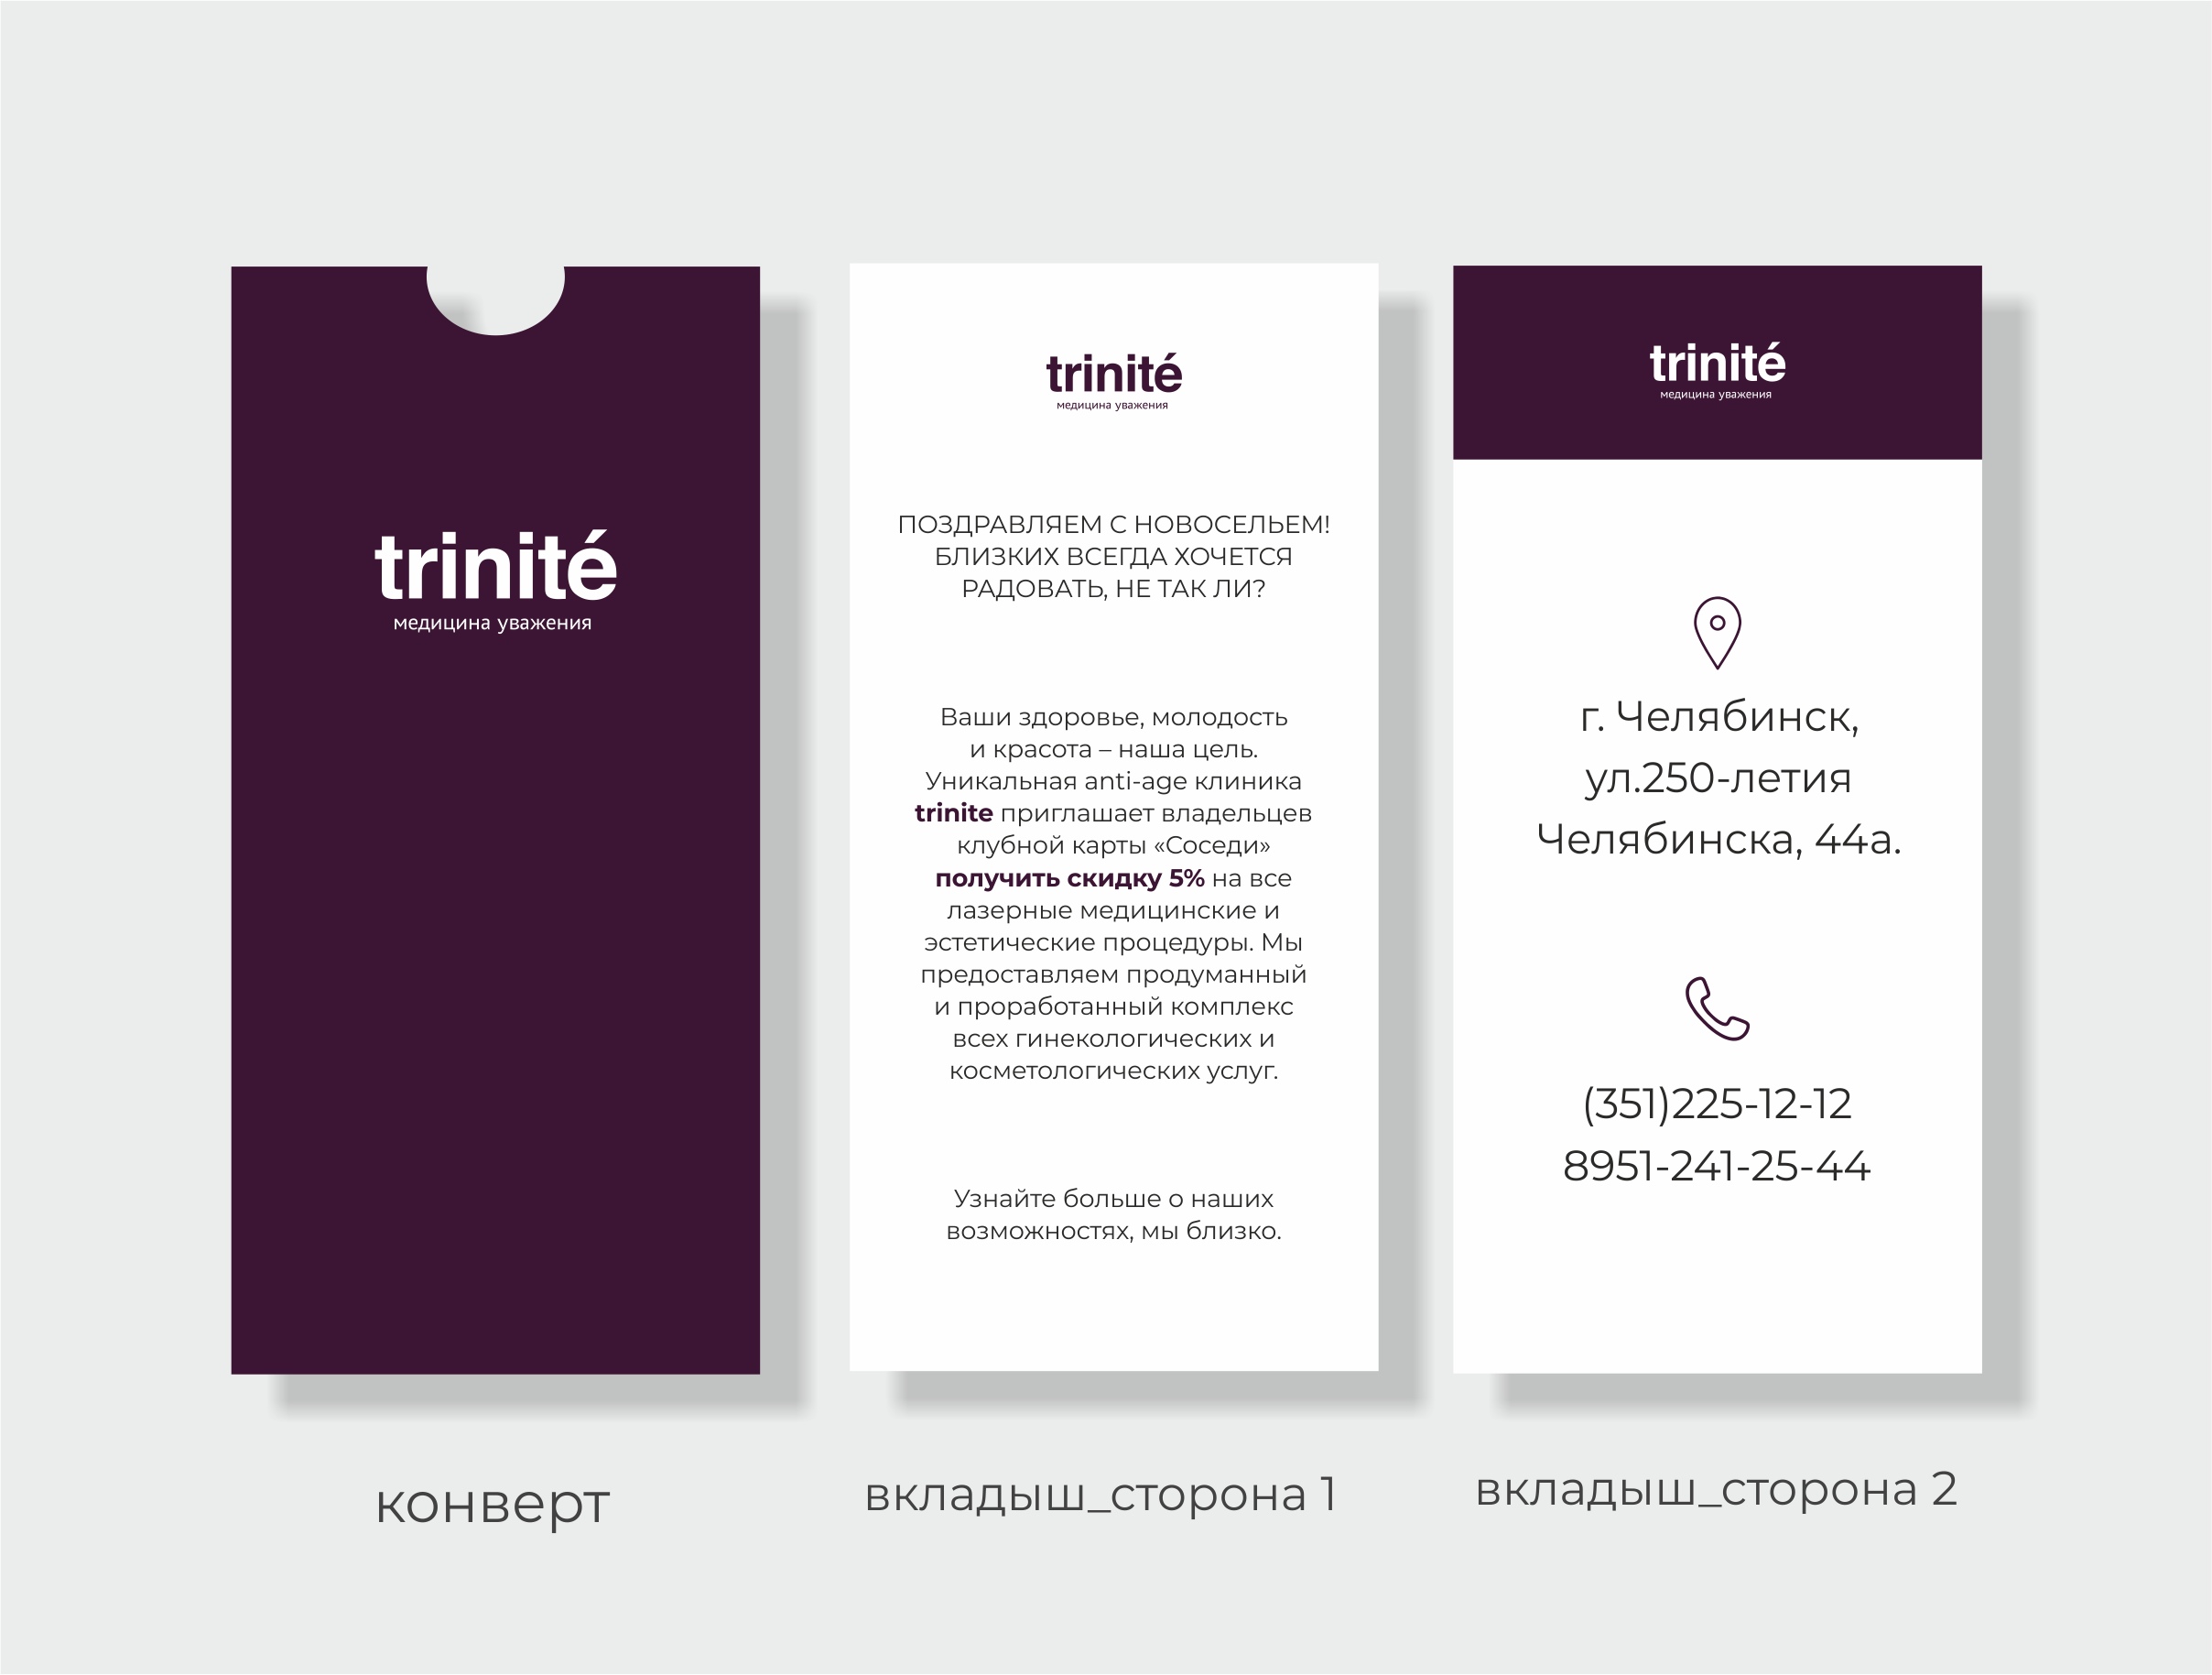 trinité
медицина уважения
конверт
trinité
медицина уважения
ПОЗДРАВЛЯЕМ С НОВОСЕЛЬЕМ!
БЛИЗКИХ ВСЕГДА ХОЧЕТСЯ
РАДОВАТЬ, НЕ ТАК ЛИ?
Ваши здоровье, молодость
и красота – наша цель.
Уникальная anti-age клиника
trinite приглашает владельцев
клубной карты «Соседи»
получить скидку 5% на все
лазерные медицинские и
эстетические процедуры. Мы
предоставляем продуманный
и проработанный комплекс
всех гинекологических и
косметологических услуг.
Узнайте больше о наших
возможностях, мы близко.
вкладыш_сторона 1
trinité
медицина уважения
г. Челябинск,
ул.250-летия
Челябинска, 44а.
(351)225-12-12
8951-241-25-44
вкладыш_сторона 2